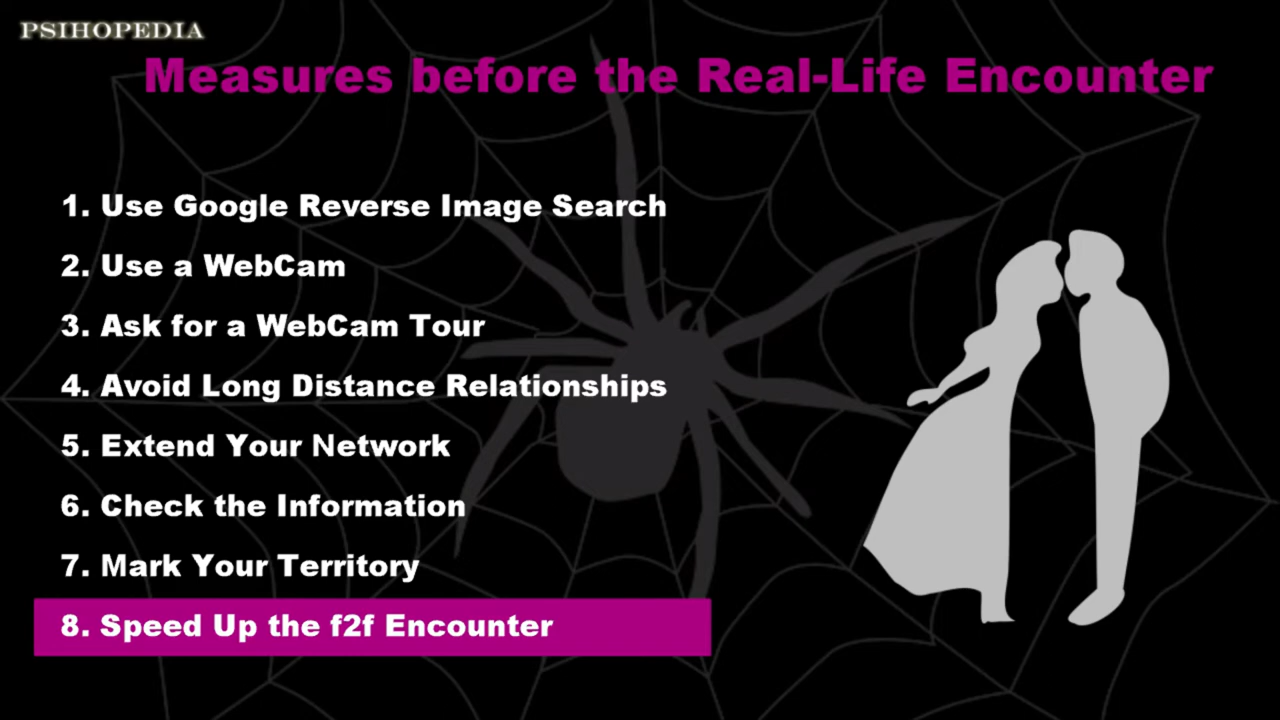 PSIHOPEDIA
Measures before the Real-Life Encounter
1. Use Google Reverse Image Search
2. Use a WebCam
3. Ask for a WebCam Tour
4. Avoid Long Distance Relationships
5. Extend Your Network
6. Check the Information
7. Mark Your Territory
8. Speed Up the f2f Encounter